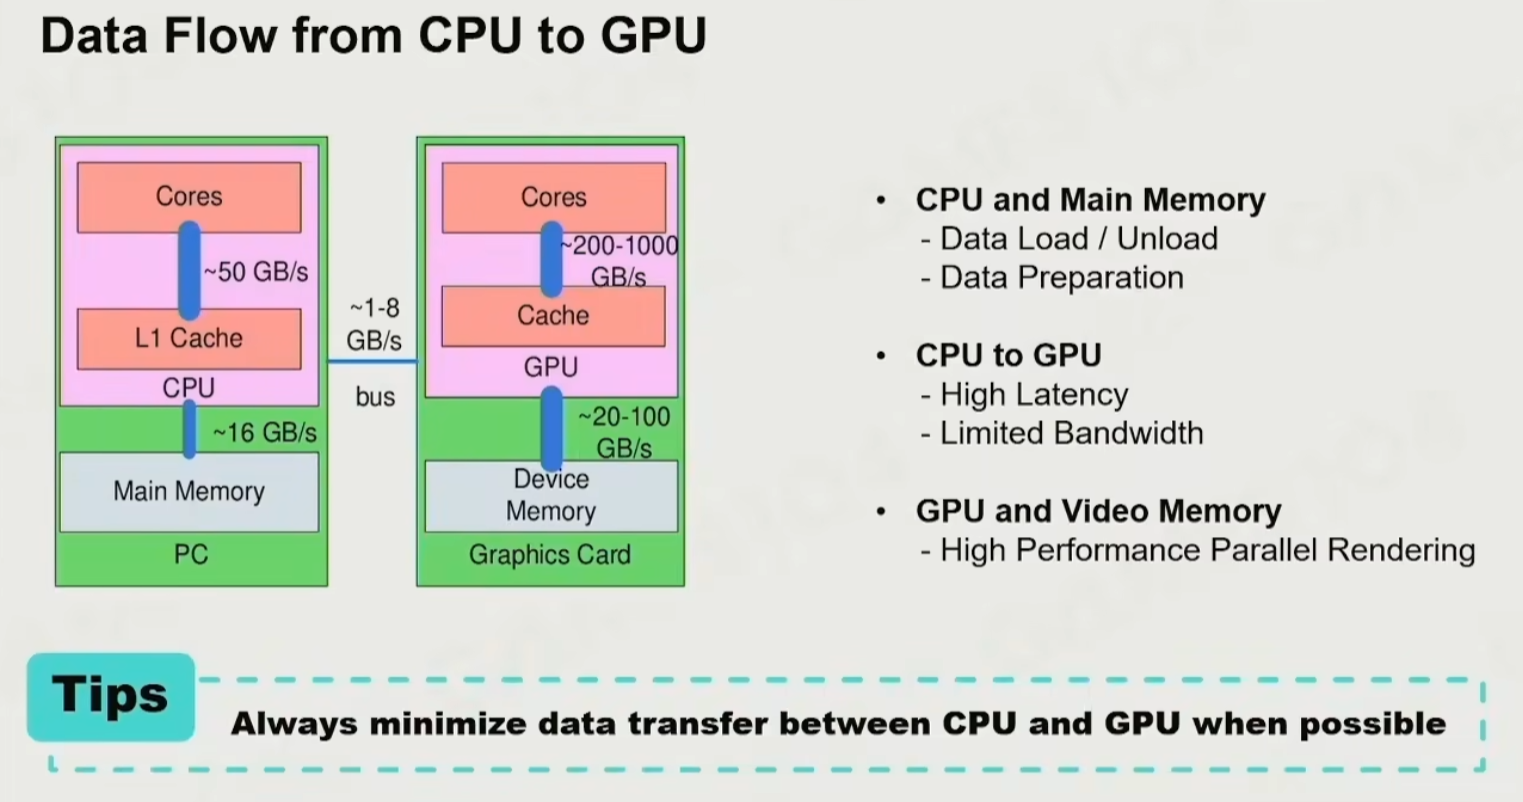 Data Flow from CPU to GPU
Cores
~50 GB/s
L1 Cache
CPU
~16 GB/s
Main Memory
PC
~1-8
GB/s
bus
Cores
~200-1000
GB/s
Cache
GPU
~20-100
GB/s
Device
Memory
Graphics Card
• CPU and Main Memory
- Data Load / Unload
- Data Preparation
• CPU to GPU
- High Latency
- Limited Bandwidth
• GPU and Video Memory
- High Performance Parallel Rendering
Tips
Always minimize data transfer between CPU and GPU when possible